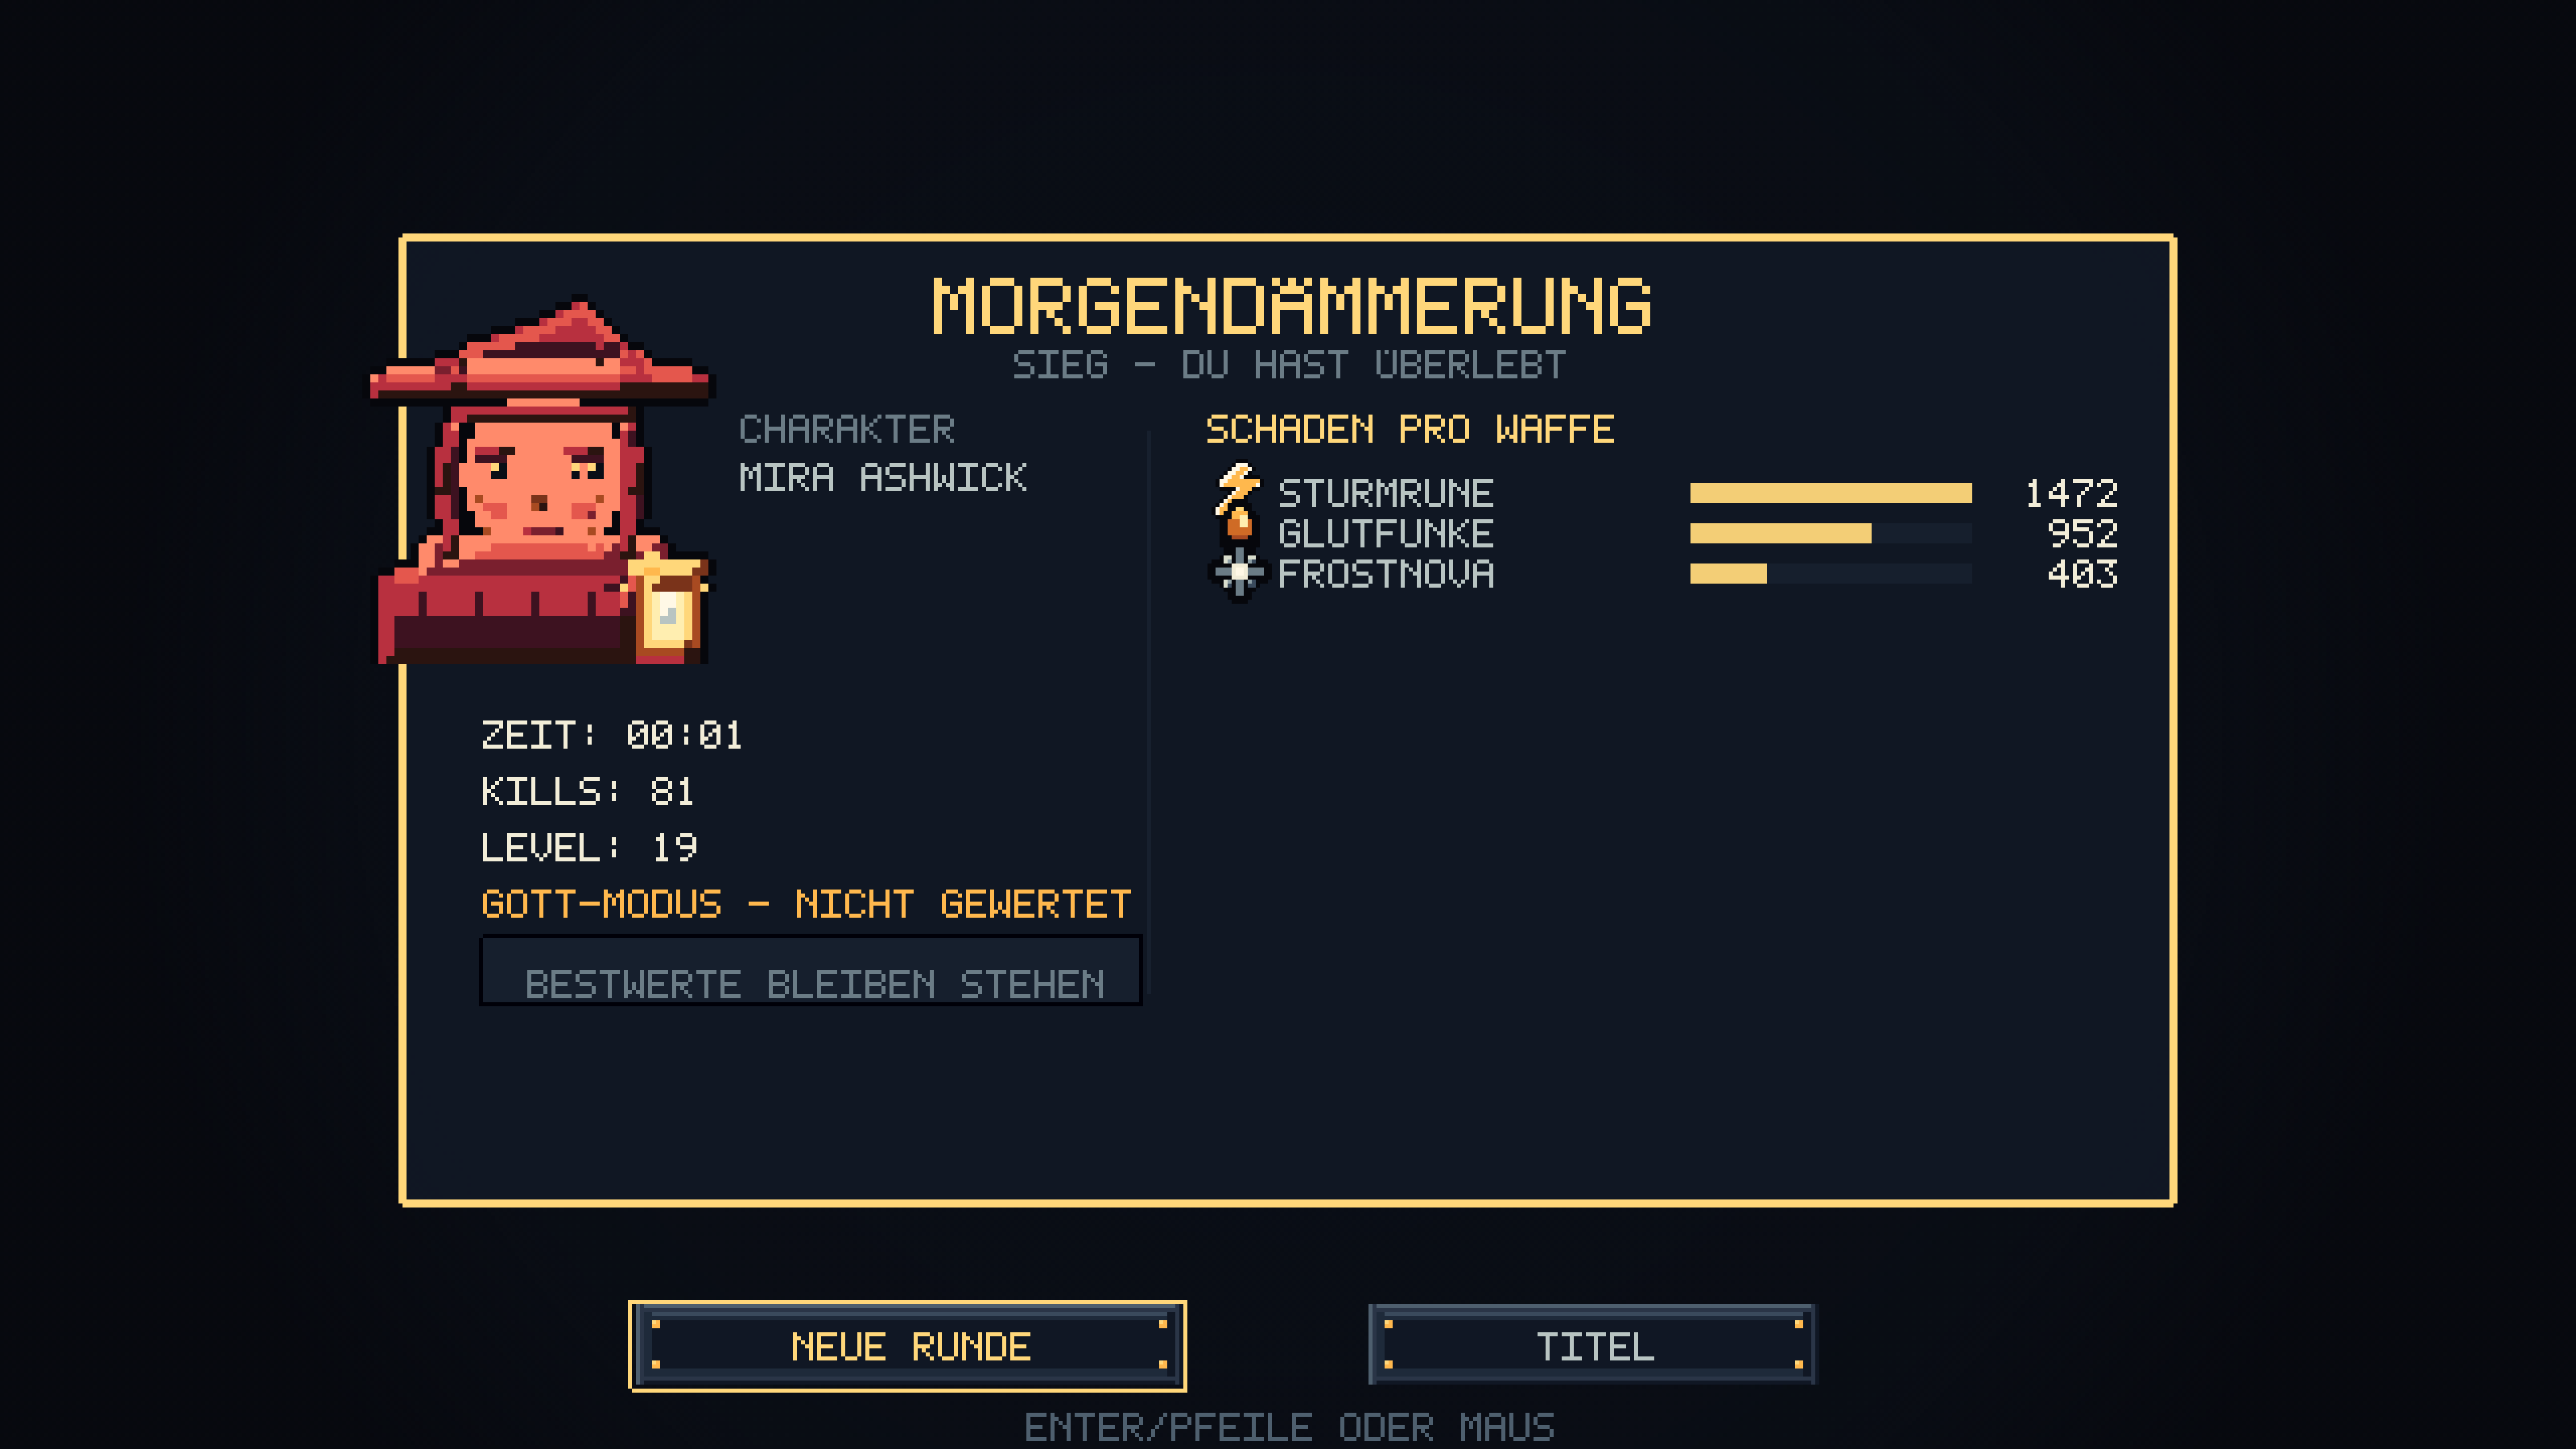 MORGENDÄMMERUNG
SIEG - DU HAST ÜBERLEBT
CHARAKTER
MIRA ASHWICK
ZEIT: 00:01
KILLS: 81
LEVEL: 19
GOTT-MODUS - NICHT GEWERTET
BESTWERTE BLEIBEN STEHEN
SCHADEN PRO WAFFE
STURMRUNE 1472
GLUTFUNKE 952
FROSTNOVA 403
NEUE RUNDE
TITEL
ENTER/PFEILE ODER MAUS